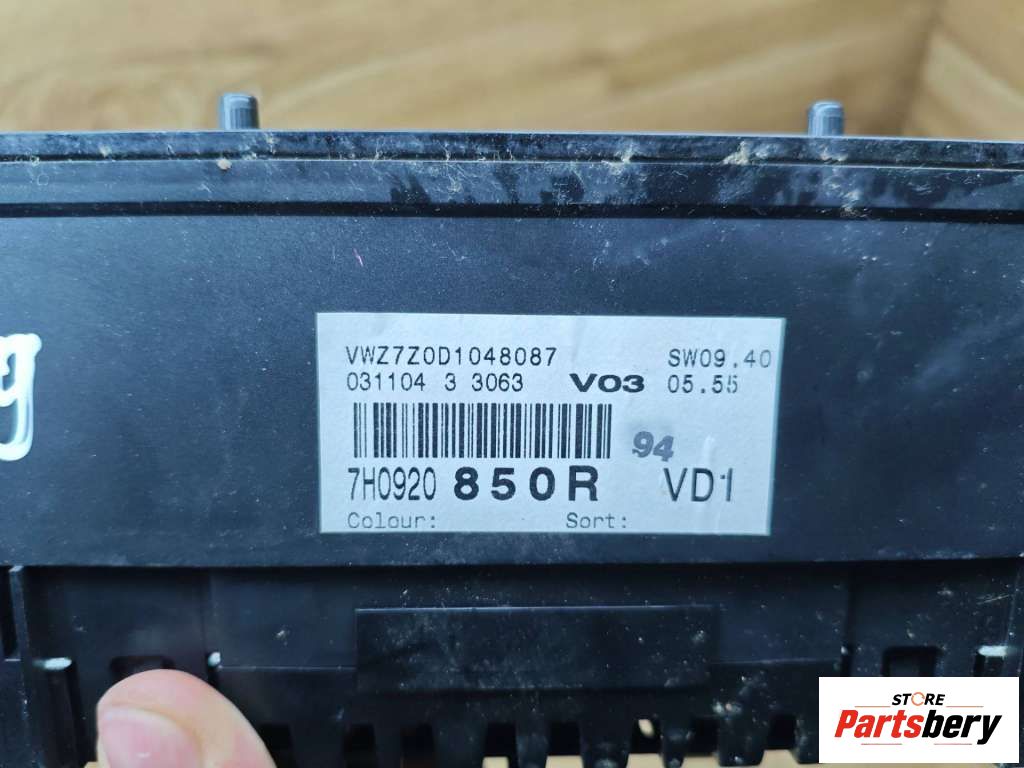 g
VWZ7Z0D1048087 SW09.40
031104 3 3063 V03 05.55
94
7H0920 850R VD1
Colour: Sort:
STORE
Partsbery